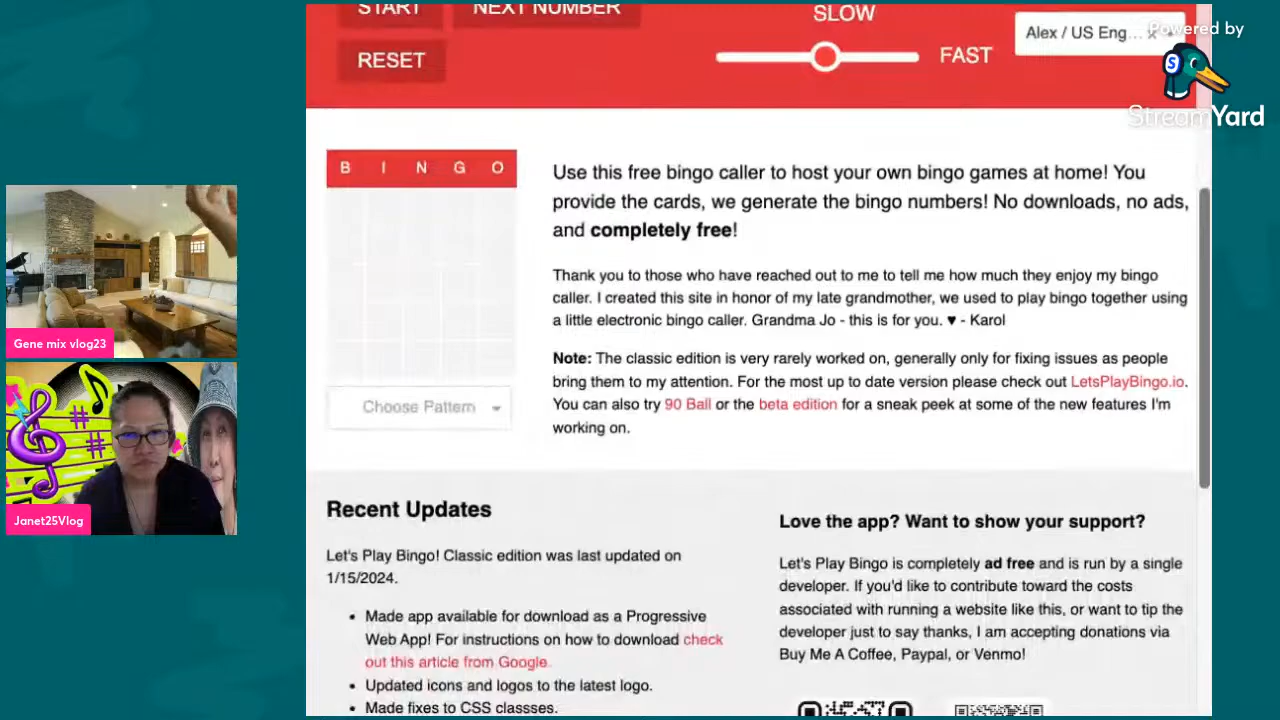 START
NEXT NUMBER
SLOW
Alex / US Eng...
Powered by
RESET
FAST
StreamYard
B I N G O
Use this free bingo caller to host your own bingo games at home! You
provide the cards, we generate the bingo numbers! No downloads, no ads,
and completely free!
Thank you to those who have reached out to me to tell me how much they enjoy my bingo
caller. I created this site in honor of my late grandmother, we used to play bingo together using
a little electronic bingo caller. Grandma Jo - this is for you. ♥ - Karol
Note: The classic edition is very rarely worked on, generally only for fixing issues as people
bring them to my attention. For the most up to date version please check out LetsPlayBingo.io.
You can also try 90 Ball or the beta edition for a sneak peek at some of the new features I'm
working on.
Choose Pattern
Gene mix vlog23
Janet25Vlog
Recent Updates
Let's Play Bingo! Classic edition was last updated on
1/15/2024.
• Made app available for download as a Progressive
Web App! For instructions on how to download check
out this article from Google.
• Updated icons and logos to the latest logo.
• Made fixes to CSS classses.
Love the app? Want to show your support?
Let's Play Bingo is completely ad free and is run by a single
developer. If you'd like to contribute toward the costs
associated with running a website like this, or want to tip the
developer just to say thanks, I am accepting donations via
Buy Me A Coffee, Paypal, or Venmo!